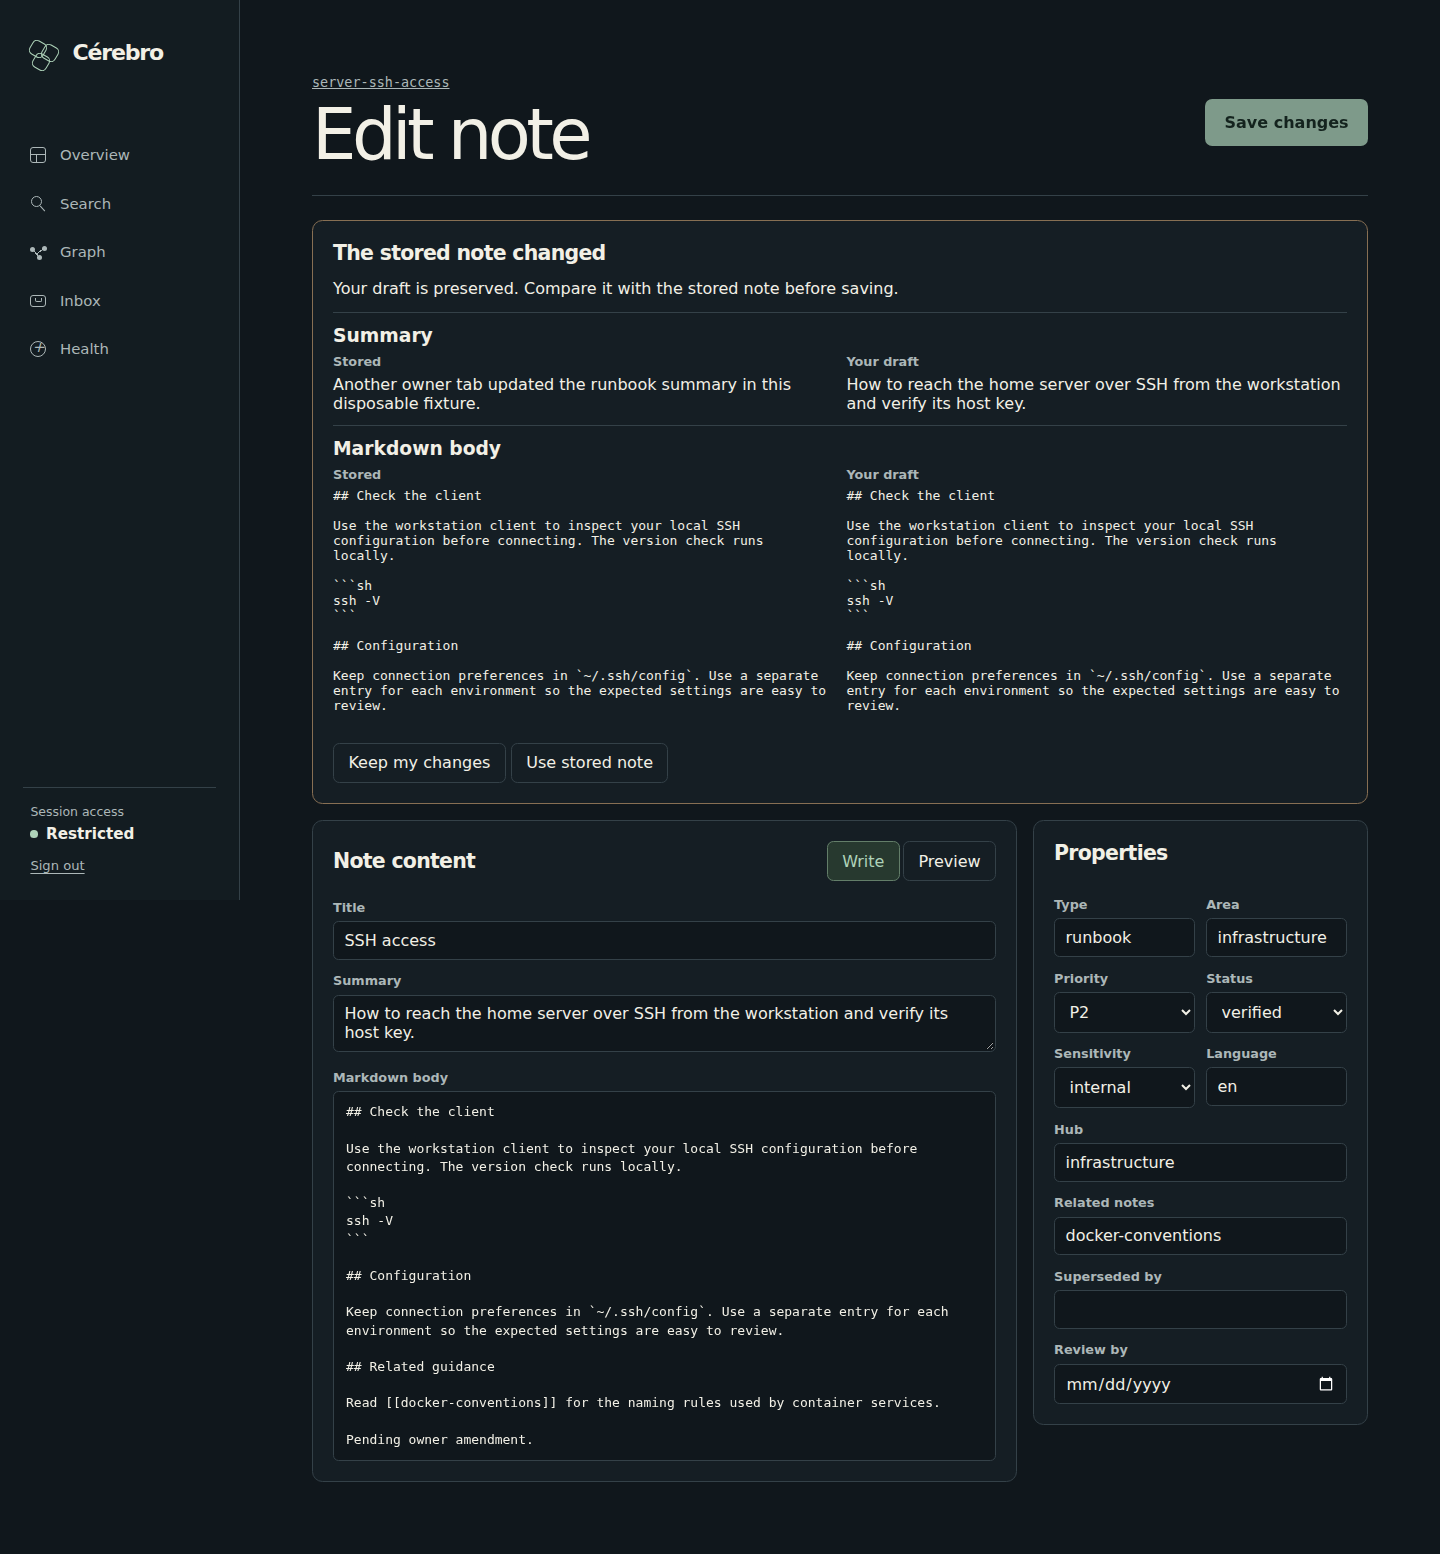 Cérebro
Overview
Search
Graph
Inbox
Health
Session access
Restricted
Sign out
server-ssh-access
Edit note
Save changes
The stored note changed
Your draft is preserved. Compare it with the stored note before saving.
Summary
Stored
Another owner tab updated the runbook summary in this
disposable fixture.
Your draft
How to reach the home server over SSH from the workstation
and verify its host key.
Markdown body
Stored
## Check the client
Use the workstation client to inspect your local SSH
configuration before connecting. The version check runs
locally.
```sh
ssh -V
```
## Configuration
Keep connection preferences in `~/.ssh/config`. Use a separate
entry for each environment so the expected settings are easy to
review.
Your draft
## Check the client
Use the workstation client to inspect your local SSH
configuration before connecting. The version check runs
locally.
```sh
ssh -V
```
## Configuration
Keep connection preferences in `~/.ssh/config`. Use a separate
entry for each environment so the expected settings are easy to
review.
Keep my changes
Use stored note
Note content
Write
Preview
Title
SSH access
Summary
How to reach the home server over SSH from the workstation and verify its
host key.
Markdown body
## Check the client
Use the workstation client to inspect your local SSH configuration before
connecting. The version check runs locally.
```sh
ssh -V
```
## Configuration
Keep connection preferences in `~/.ssh/config`. Use a separate entry for each
environment so the expected settings are easy to review.
## Related guidance
Read [[docker-conventions]] for the naming rules used by container services.
Pending owner amendment.
Properties
Type
runbook
Area
infrastructure
Priority
P2
Status
verified
Sensitivity
internal
Language
en
Hub
infrastructure
Related notes
docker-conventions
Superseded by
Review by
mm/dd/yyyy